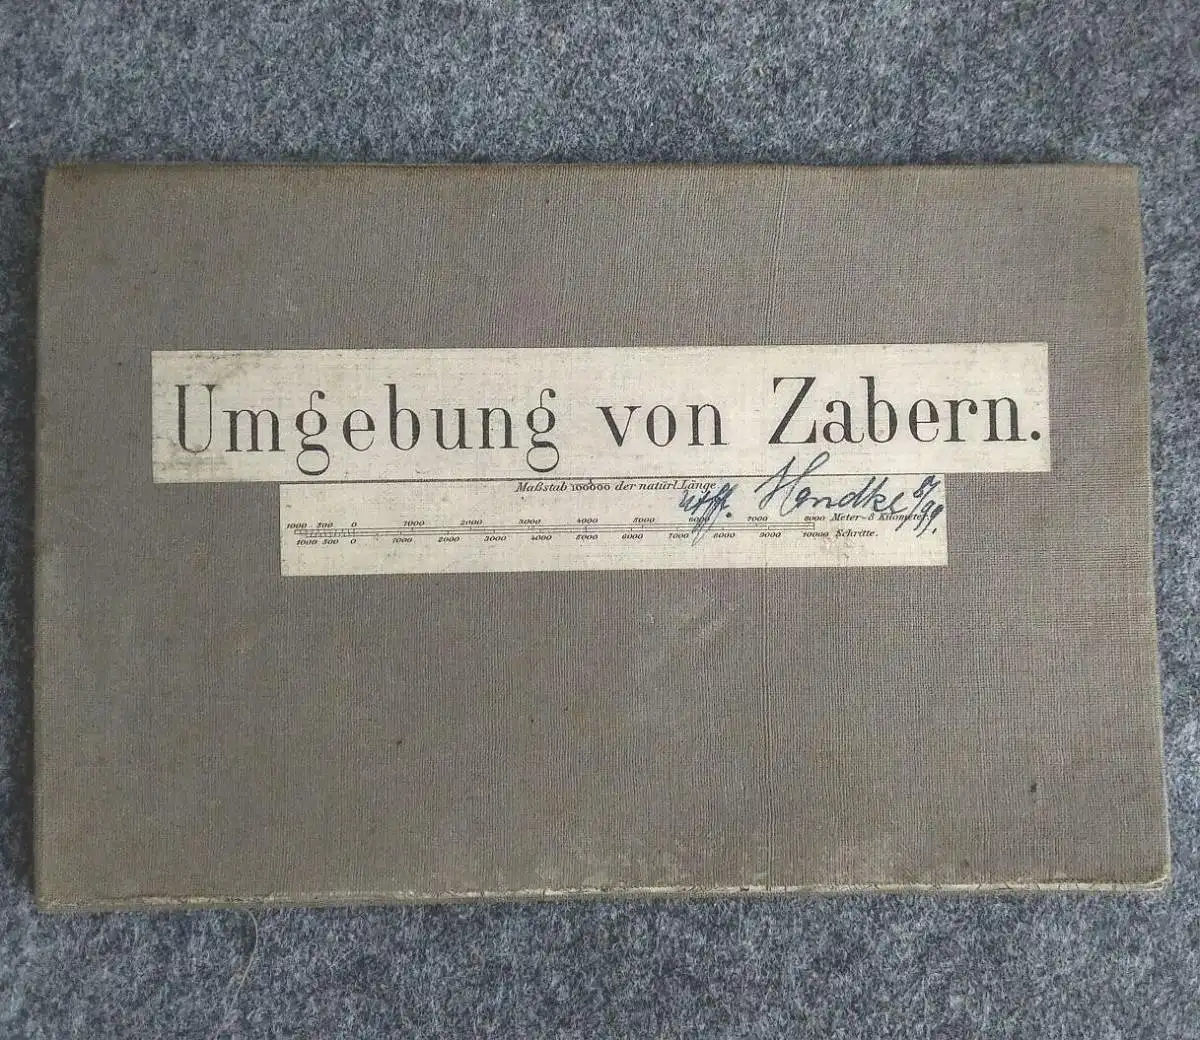 Umgebung von Zabern.
Maßstab 1/100000 der natürl. Länge
Handke 8/99.
1000 500 0 1000 2000 3000 4000 5000 6000 7000 8000 Meter=8 Kilometer
1000 500 0 1000 2000 3000 4000 5000 6000 7000 8000 9000 10000 Schritte.